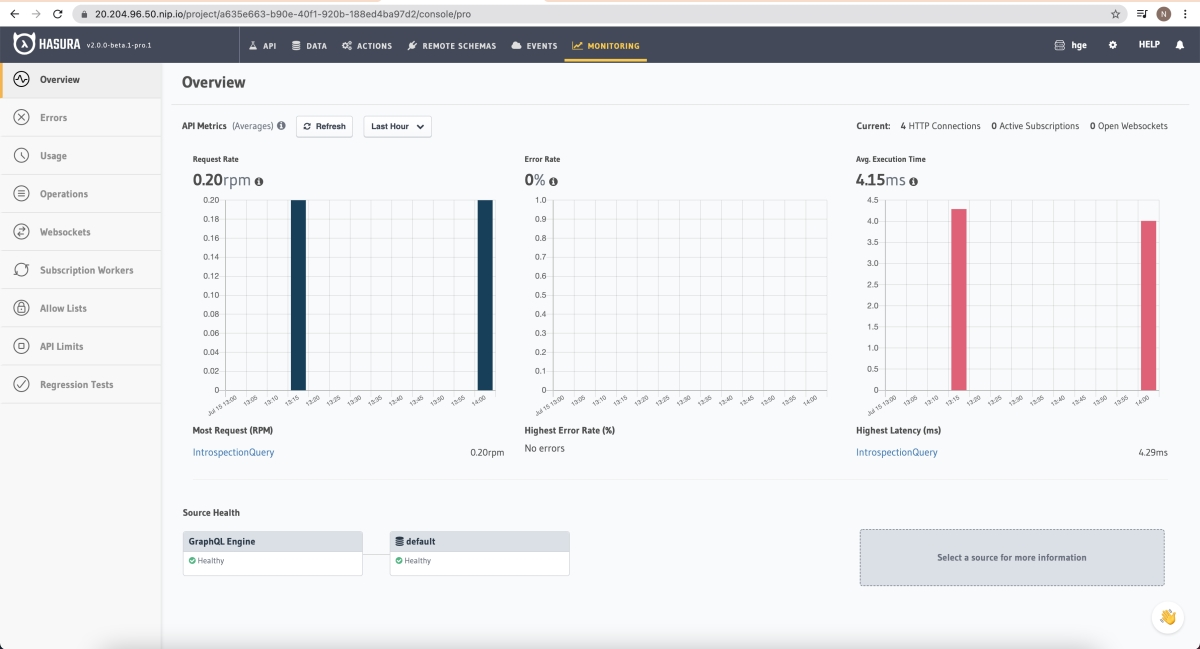 20.204.96.50.nip.io/project/a635e663-b90e-40f1-920b-188ed4ba97d2/console/pro
N
HASURA v2.0.0-beta.1-pro.1
API DATA ACTIONS REMOTE SCHEMAS EVENTS MONITORING hge HELP
Overview
Errors
Usage
Operations
Websockets
Subscription Workers
Allow Lists
API Limits
Regression Tests
Overview
API Metrics (Averages) Refresh Last Hour
Current: 4 HTTP Connections 0 Active Subscriptions 0 Open Websockets
Request Rate
0.20rpm
0.20
0.18
0.16
0.14
0.12
0.10
0.08
0.06
0.04
0.02
0
Jul 15 13:00 13:05 13:10 13:15 13:20 13:25 13:30 13:35 13:40 13:45 13:50 13:55 14:00
Most Request (RPM)
IntrospectionQuery 0.20rpm
Error Rate
0%
1.0
0.9
0.8
0.7
0.6
0.5
0.4
0.3
0.2
0.1
0
Jul 15 13:00 13:05 13:10 13:15 13:20 13:25 13:30 13:35 13:40 13:45 13:50 13:55 14:00
Highest Error Rate (%)
No errors
Avg. Execution Time
4.15ms
4.5
4.0
3.5
3.0
2.5
2.0
1.5
1.0
0.5
0
Jul 15 13:00 13:05 13:10 13:15 13:20 13:25 13:30 13:35 13:40 13:45 13:50 13:55 14:00
Highest Latency (ms)
IntrospectionQuery 4.29ms
Source Health
GraphQL Engine
Healthy
default
Healthy
Select a source for more information